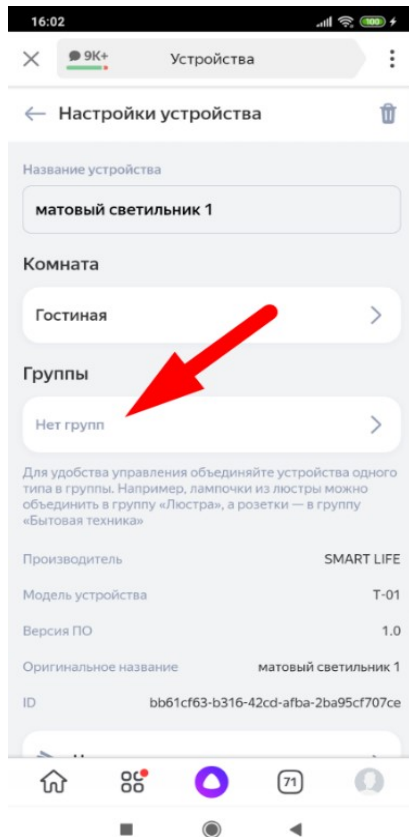 16:02
100
9K+
Устройства
Настройки устройства
Название устройства
матовый светильник 1
Комната
Гостиная
Группы
Нет групп
Для удобства управления объединяйте устройства одного
типа в группы. Например, лампочки из люстры можно
объединить в группу «Люстра», а розетки — в группу
«Бытовая техника»
Производитель SMART LIFE
Модель устройства T-01
Версия ПО 1.0
Оригинальное название матовый светильник 1
ID bb61cf63-b316-42cd-afba-2ba95cf707ce
71